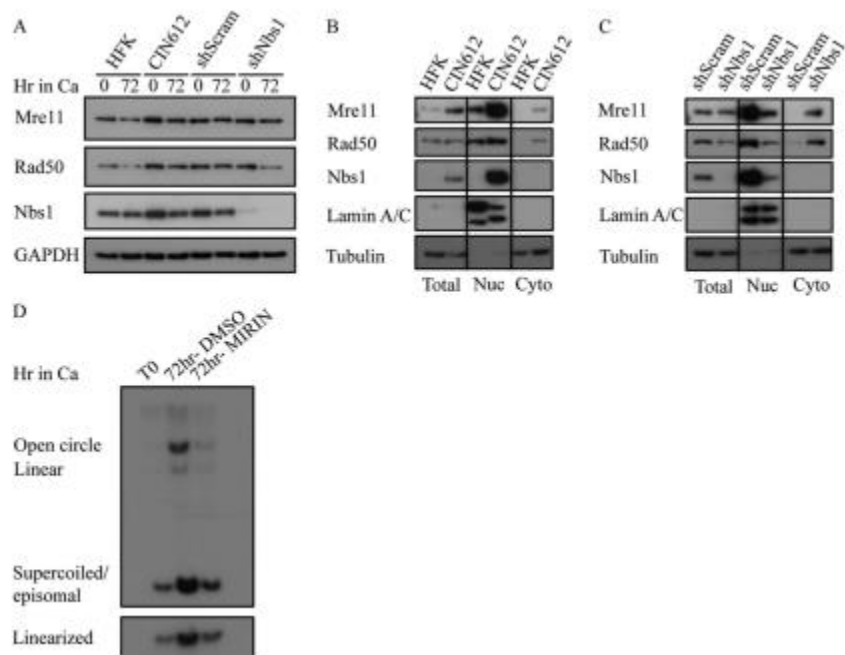 A
HFK CIN612 shScram shNbs1
Hr in Ca 0 72 0 72 0 72 0 72
Mre11
Rad50
Nbs1
GAPDH
B
HFK CIN612 HFK CIN612 HFK CIN612
Mre11
Rad50
Nbs1
Lamin A/C
Tubulin
Total Nuc Cyto
C
shScram shNbs1 shScram shNbs1 shScram shNbs1
Mre11
Rad50
Nbs1
Lamin A/C
Tubulin
Total Nuc Cyto
D
Hr in Ca T0 72hr- DMSO 72hr- MIRIN
Open circle
Linear
Supercoiled/
episomal
Linearized